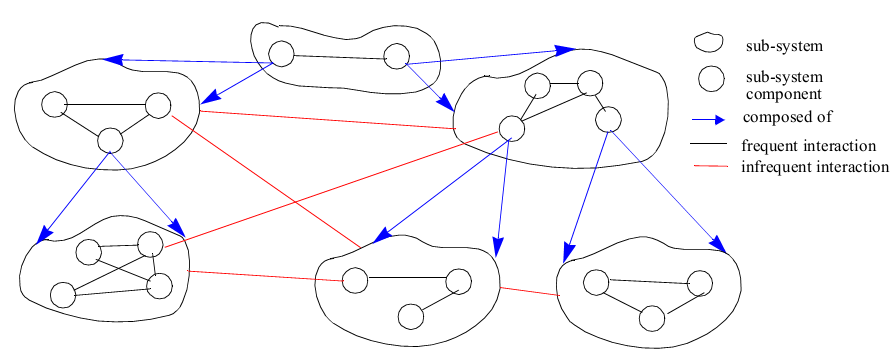 sub-system
sub-system
component
composed of
frequent interaction
infrequent interaction